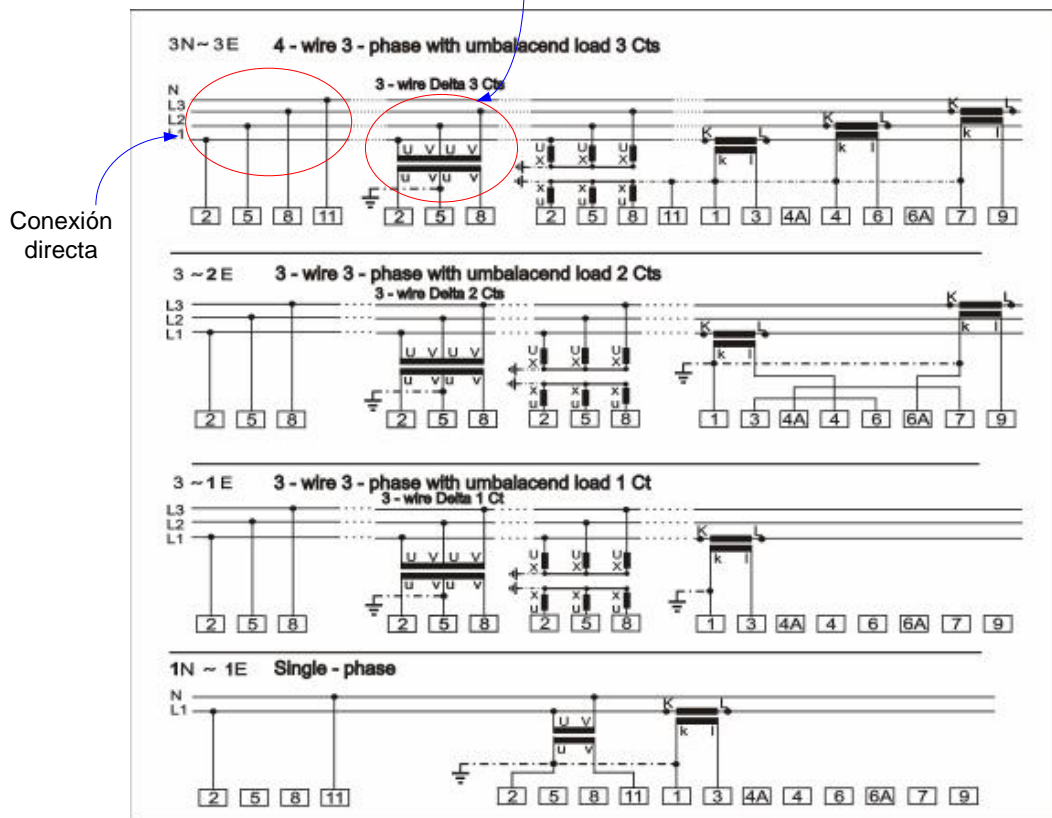 3N~3E 4 - wire 3 - phase with umbalacend load 3 Cts
3 - wire Delta 3 Cts
N
L3
L2
L1
K L K L K L
U V U V
U X U X U X
k l k l k l
u v u v
x u x u x u
2 5 8 11 2 5 8 2 5 8 11 1 3 4A 4 6 6A 7 9
Conexión
directa
3 ~2E 3 - wire 3 - phase with umbalacend load 2 Cts
3 - wire Delta 2 Cts
L3
L2
L1
K L K L
U V U V
U X U X U X
k l k l
u v u v
x u x u x u
2 5 8 2 5 8 2 5 8 1 3 4A 4 6 6A 7 9
3 ~1E 3 - wire 3 - phase with umbalacend load 1 Ct
3 - wire Delta 1 Ct
L3
L2
L1
K L
U V U V
U X U X U X
k l
u v u v
x u x u x u
2 5 8 2 5 8 2 5 8 1 3 4A 4 6 6A 7 9
1N ~ 1E Single - phase
N
L1
K L
U V
k l
u v
2 5 8 11 2 5 8 11 1 3 4A 4 6 6A 7 9